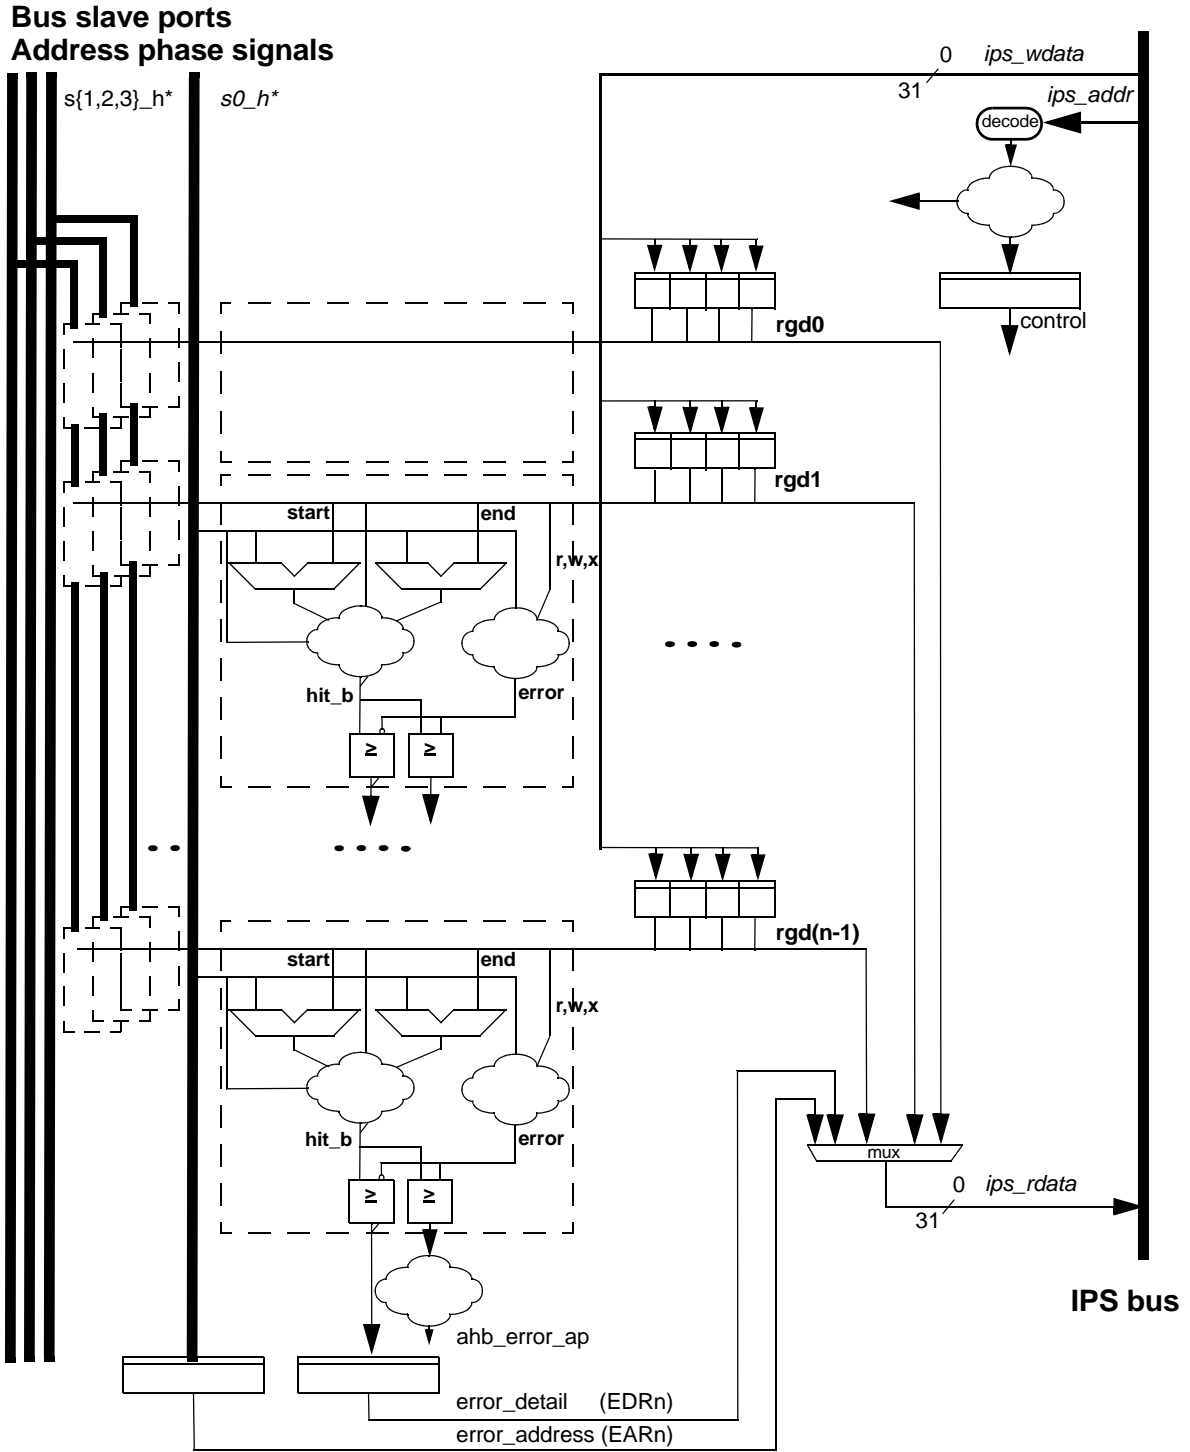 Bus slave ports
Address phase signals
s{1,2,3}_h*
s0_h*
0
ips_wdata
31
ips_addr
decode
control
rgd0
rgd1
start
end
r,w,x
hit_b
error
≥
≥
rgd(n-1)
start
end
r,w,x
hit_b
error
≥
≥
mux
0
ips_rdata
31
IPS bus
ahb_error_ap
error_detail (EDRn)
error_address (EARn)